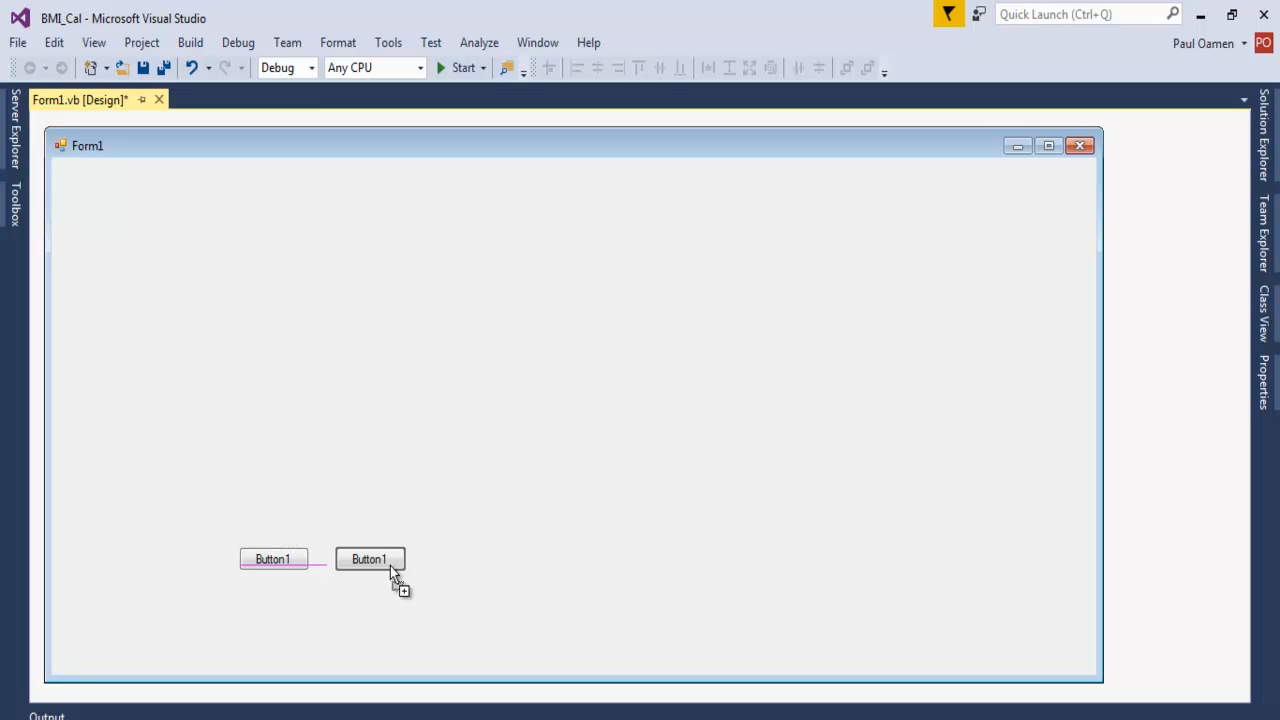 BMI_Cal - Microsoft Visual Studio
Quick Launch (Ctrl+Q)
File Edit View Project Build Debug Team Format Tools Test Analyze Window Help
Paul Oamen
PO
Debug Any CPU Start
Form1.vb [Design]*
Server Explorer
Toolbox
Form1
Button1 Button1
Solution Explorer
Team Explorer
Class View
Properties
Output